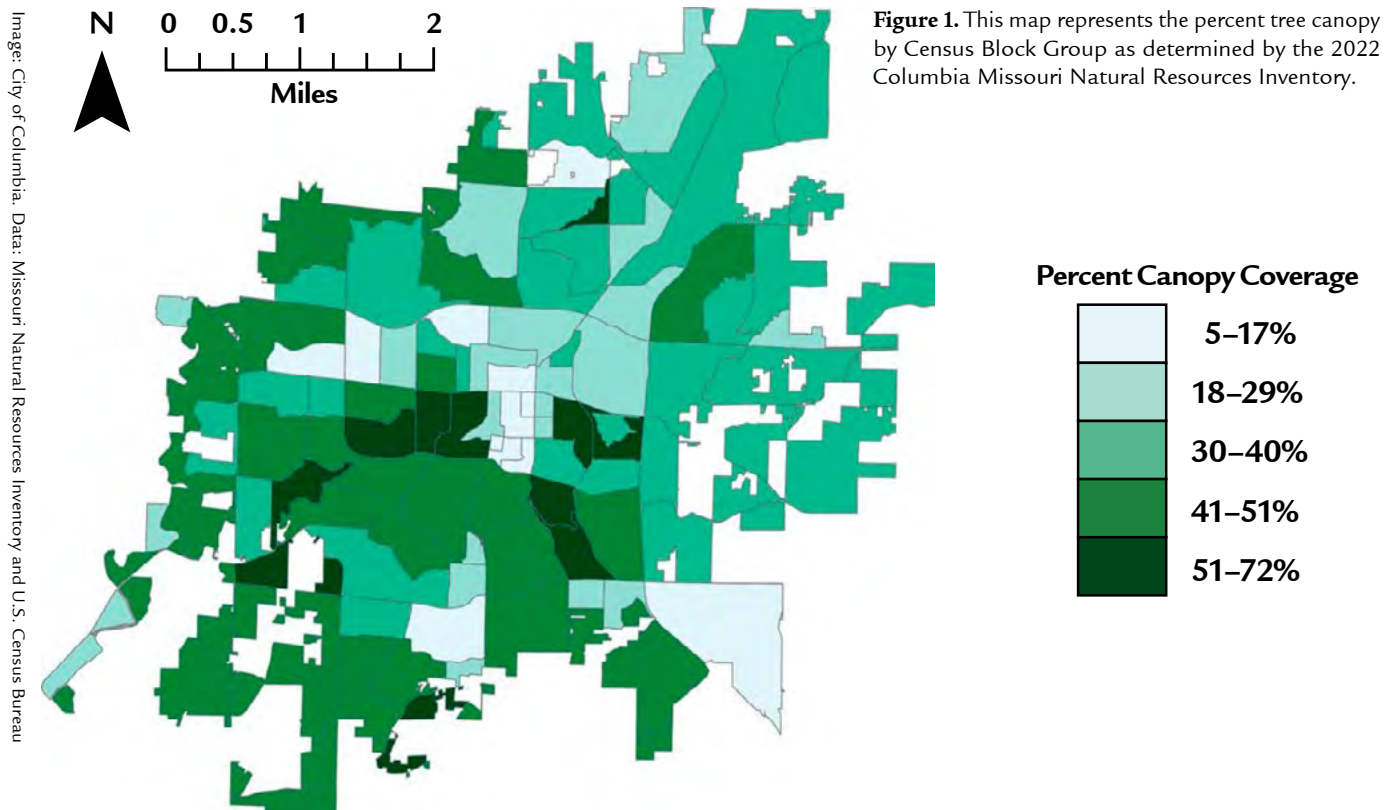 Image: City of Columbia. Data: Missouri Natural Resources Inventory and U.S. Census Bureau
N
0 0.5 1 2
Miles
Figure 1. This map represents the percent tree canopy
by Census Block Group as determined by the 2022
Columbia Missouri Natural Resources Inventory.
Percent Canopy Coverage
5–17%
18–29%
30–40%
41–51%
51–72%